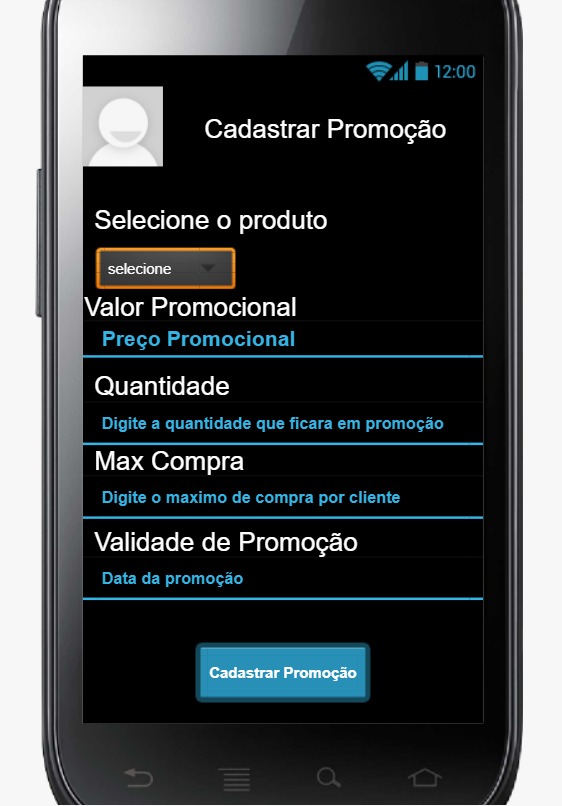 12:00
Cadastrar Promoção
Selecione o produto
selecione
Valor Promocional
Preço Promocional
Quantidade
Digite a quantidade que ficara em promoção
Max Compra
Digite o maximo de compra por cliente
Validade de Promoção
Data da promoção
Cadastrar Promoção